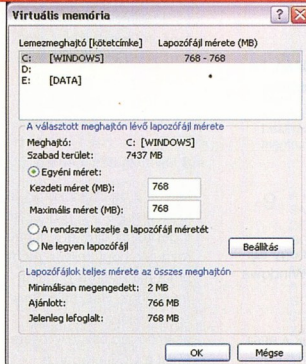 Virtuális memória
Lemezmeghajtó [kötetcímke] Lapozófájl mérete (MB)
C: [WINDOWS] 768 - 768
D:
E: [DATA]
A választott meghajtón lévő lapozófájl mérete
Meghajtó: C: [WINDOWS]
Szabad terület: 7437 MB
Egyéni méret:
Kezdeti méret (MB): 768
Maximális méret (MB): 768
A rendszer kezelje a lapozófájl méretét
Ne legyen lapozófájl Beállítás
Lapozófájlok teljes mérete az összes meghajtón
Minimálisan megengedett: 2 MB
Ajánlott: 766 MB
Jelenleg lefoglalt: 768 MB
OK Mégse